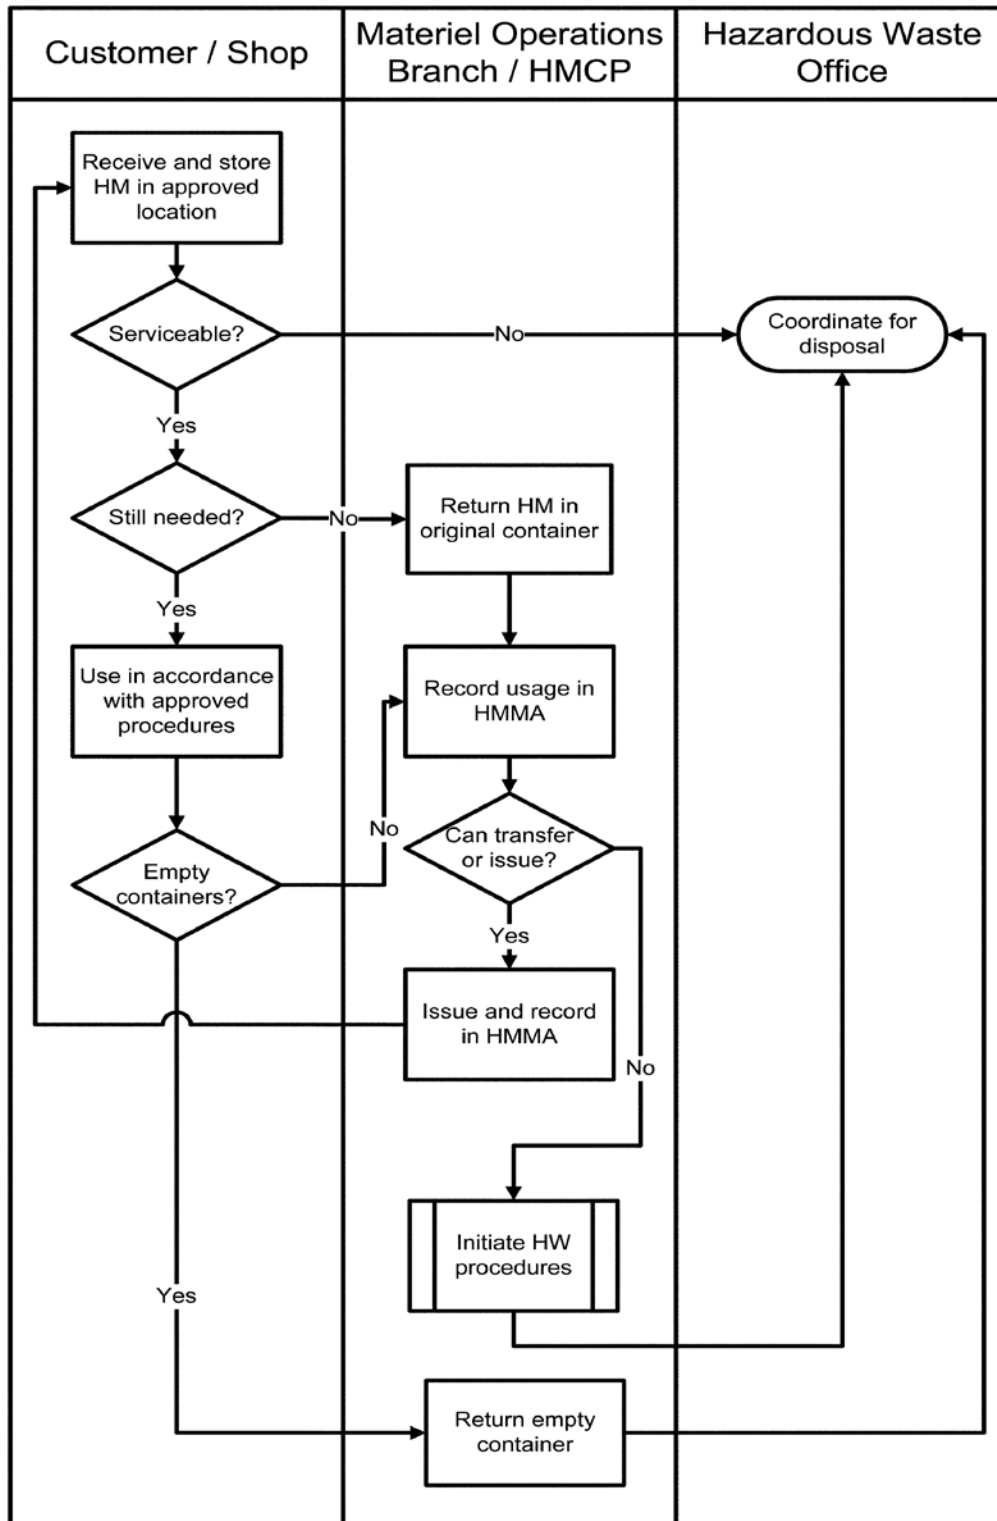 Customer / Shop
Materiel Operations
Branch / HMCP
Hazardous Waste
Office
Receive and store
HM in approved
location
Serviceable?
No
Coordinate for
disposal
Yes
Still needed?
No
Return HM in
original container
Yes
Use in accordance
with approved
procedures
Record usage in
HMMA
No
Can transfer
or issue?
Empty
containers?
Yes
Issue and record
in HMMA
No
Initiate HW
procedures
Yes
Return empty
container